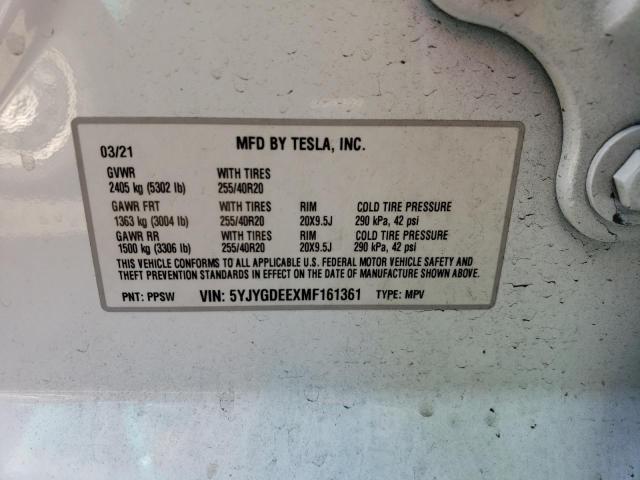 03/21 MFD BY TESLA, INC.
GVWR WITH TIRES
2405 kg (5302 lb) 255/40R20
GAWR FRT WITH TIRES RIM COLD TIRE PRESSURE
1363 kg (3004 lb) 255/40R20 20X9.5J 290 kPa, 42 psi
GAWR RR WITH TIRES RIM COLD TIRE PRESSURE
1500 kg (3306 lb) 255/40R20 20X9.5J 290 kPa, 42 psi
THIS VEHICLE CONFORMS TO ALL APPLICABLE U.S. FEDERAL MOTOR VEHICLE SAFETY AND
THEFT PREVENTION STANDARDS IN EFFECT ON THE DATE OF MANUFACTURE SHOWN ABOVE.
PNT: PPSW VIN: 5YJYGDEEXMF161361 TYPE: MPV